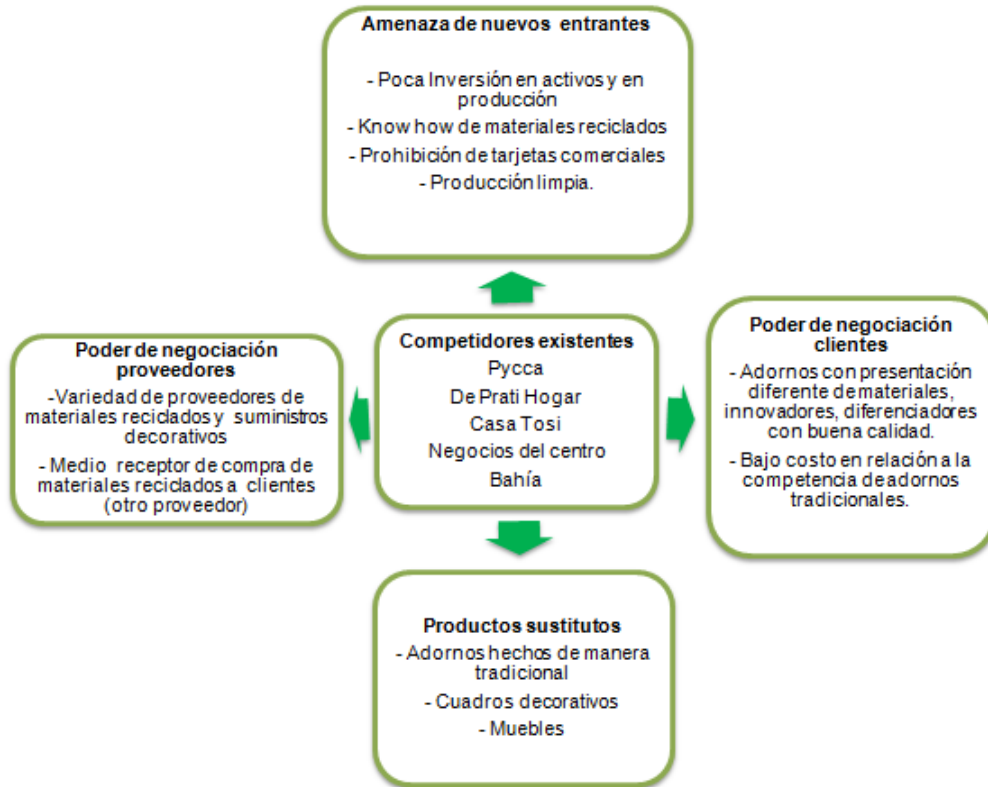 Amenaza de nuevos entrantes
- Poca Inversión en activos y en
producción
- Know how de materiales reciclados
- Prohibición de tarjetas comerciales
- Producción limpia.
Poder de negociación
proveedores
-Variedad de proveedores de
materiales reciclados y suministros
decorativos
- Medio receptor de compra de
materiales reciclados a clientes
(otro proveedor)
Competidores existentes
Pycca
De Prati Hogar
Casa Tosi
Negocios del centro
Bahía
Poder de negociación
clientes
- Adornos con presentación
diferente de materiales,
innovadores, diferenciadores
con buena calidad.
- Bajo costo en relación a la
competencia de adornos
tradicionales.
Productos sustitutos
- Adornos hechos de manera
tradicional
- Cuadros decorativos
- Muebles